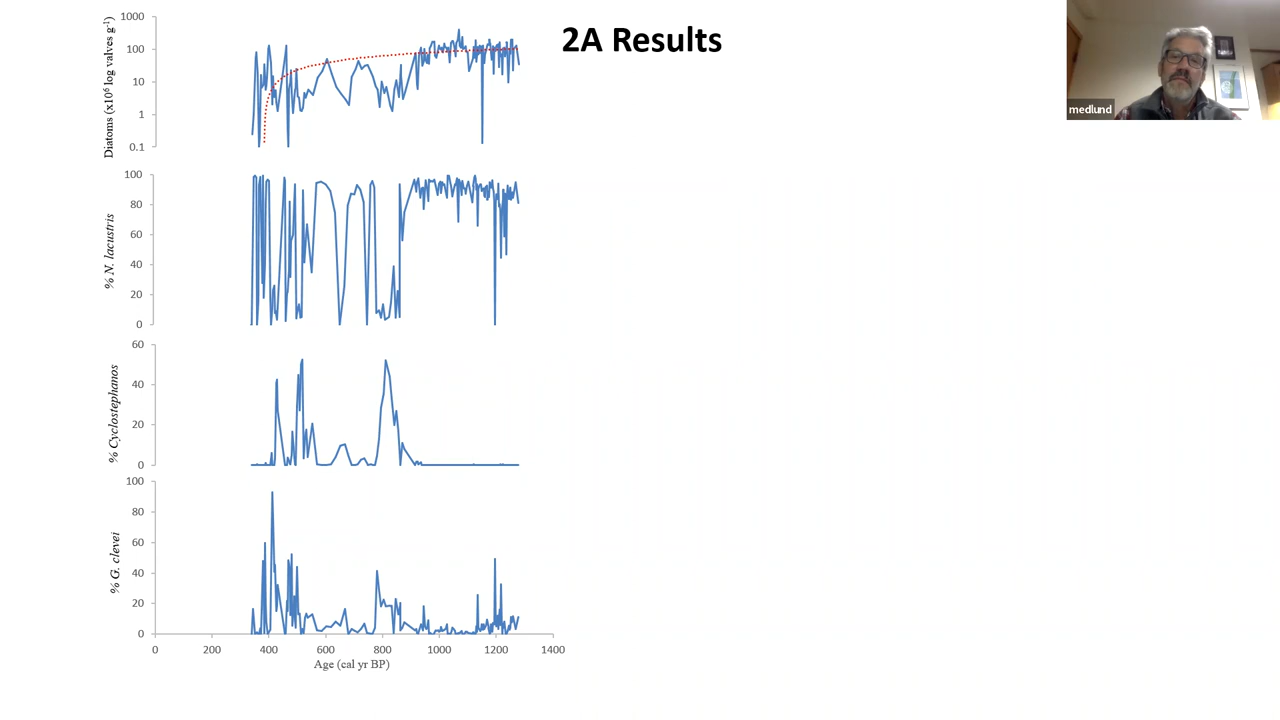 2A Results
medlund
Diatoms (x10⁶ log valves g⁻¹)
1000
100
10
1
0.1
% N. lacustris
100
80
60
40
20
0
% Cyclostephanos
60
40
20
0
% G. clevei
100
80
60
40
20
0
0 200 400 600 800 1000 1200 1400
Age (cal yr BP)